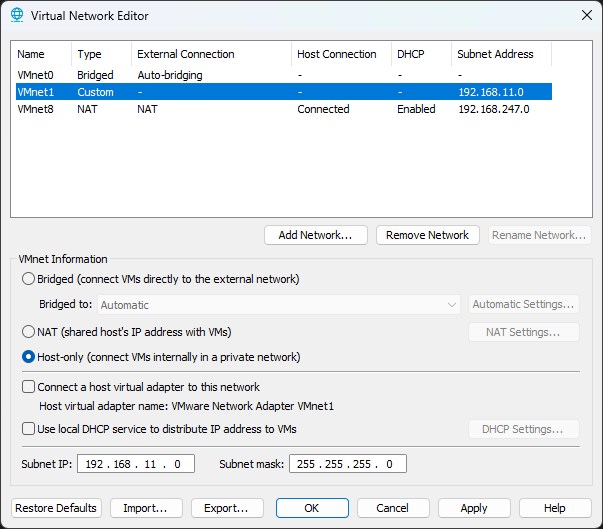 Virtual Network Editor
Name Type External Connection Host Connection DHCP Subnet Address
VMnet0 Bridged Auto-bridging - - -
VMnet1 Custom - - - 192.168.11.0
VMnet8 NAT NAT Connected Enabled 192.168.247.0
Add Network... Remove Network Rename Network...
VMnet Information
Bridged (connect VMs directly to the external network)
Bridged to: Automatic Automatic Settings...
NAT (shared host's IP address with VMs) NAT Settings...
Host-only (connect VMs internally in a private network)
Connect a host virtual adapter to this network
Host virtual adapter name: VMware Network Adapter VMnet1
Use local DHCP service to distribute IP address to VMs DHCP Settings...
Subnet IP: 192 . 168 . 11 . 0 Subnet mask: 255 . 255 . 255 . 0
Restore Defaults Import... Export... OK Cancel Apply Help